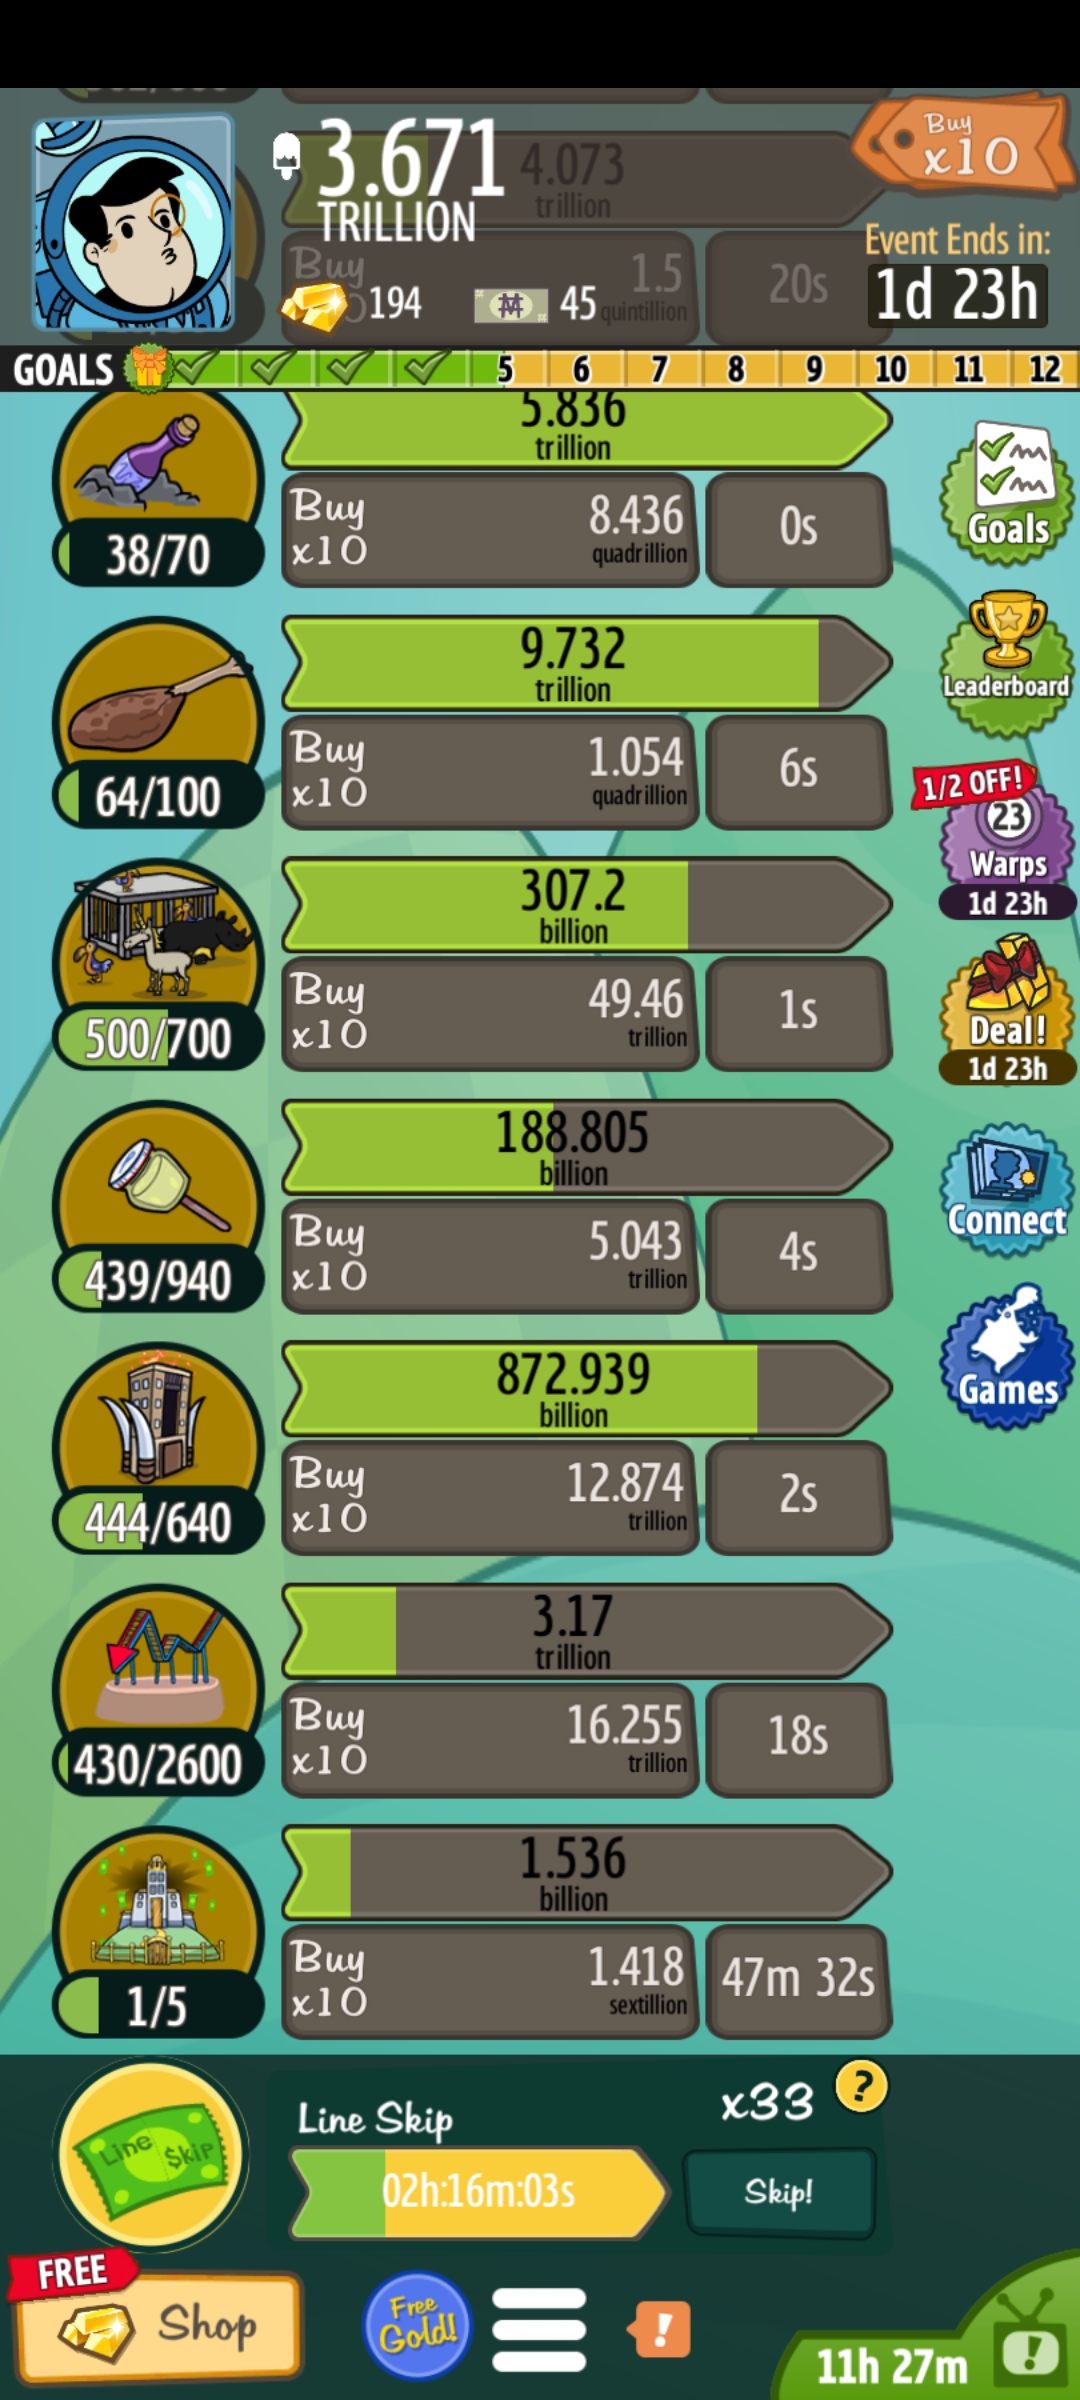 3.671
TRILLION
4.073
trillion
Buy
x10
Buy
1.5
quintillion
20s
194
45
Event Ends in:
1d 23h
GOALS
5
6
7
8
9
10
11
12
5.836
trillion
38/70
Buy
x10
8.436
quadrillion
0s
Goals
9.732
trillion
64/100
Buy
x10
1.054
quadrillion
6s
Leaderboard
1/2 OFF!
23
Warps
1d 23h
307.2
billion
500/700
Buy
x10
49.46
trillion
1s
Deal!
1d 23h
188.805
billion
439/940
Buy
x10
5.043
trillion
4s
Connect
872.939
billion
444/640
Buy
x10
12.874
trillion
2s
Games
3.17
trillion
430/2600
Buy
x10
16.255
trillion
18s
1.536
billion
1/5
Buy
x10
1.418
sextillion
47m 32s
Line $kip
Line Skip
x33
?
02h:16m:03s
Skip!
FREE
Shop
Free
Gold!
!
11h 27m
!